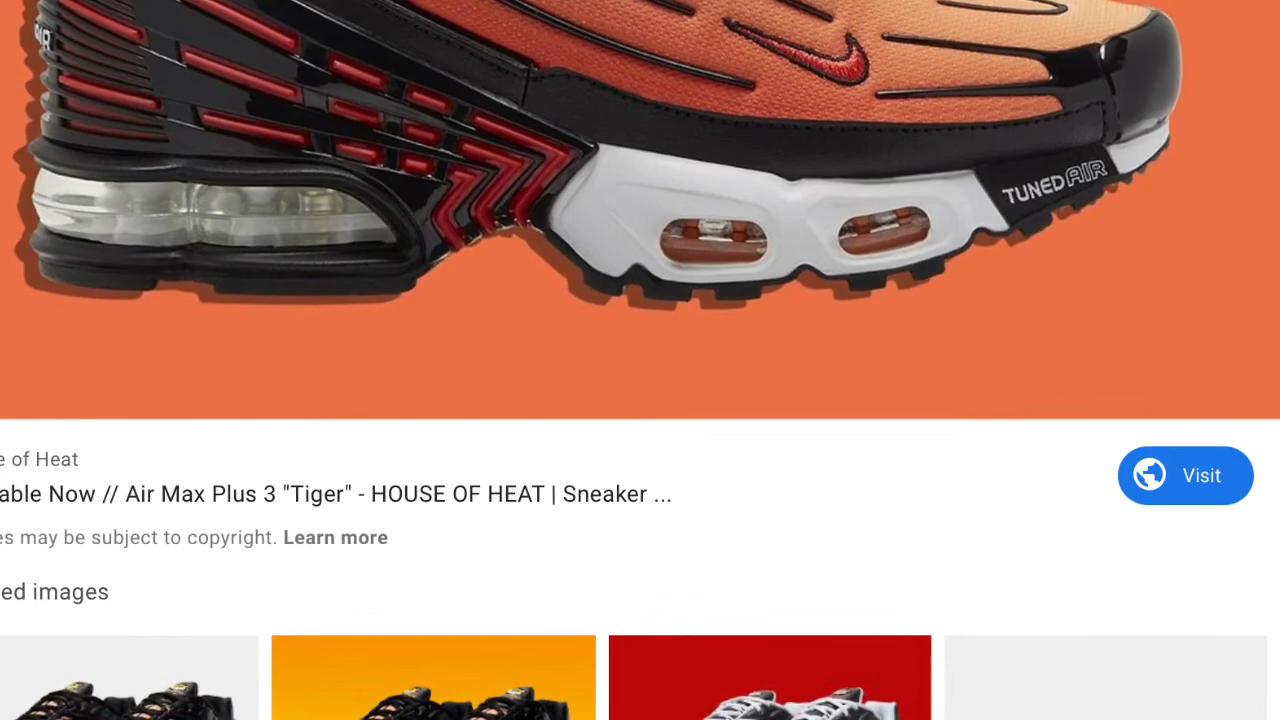 AIR
TUNED AIR
e of Heat
Visit
able Now // Air Max Plus 3 "Tiger" - HOUSE OF HEAT | Sneaker ...
es may be subject to copyright. Learn more
ed images